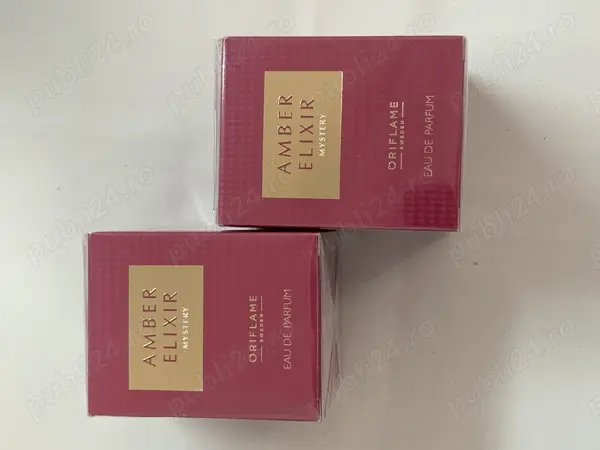 AMBER
ELIXIR
MYSTERY
ORIFLAME
SWEDEN
EAU DE PARFUM
AMBER
ELIXIR
MYSTERY
ORIFLAME
SWEDEN
EAU DE PARFUM
publi24.ro